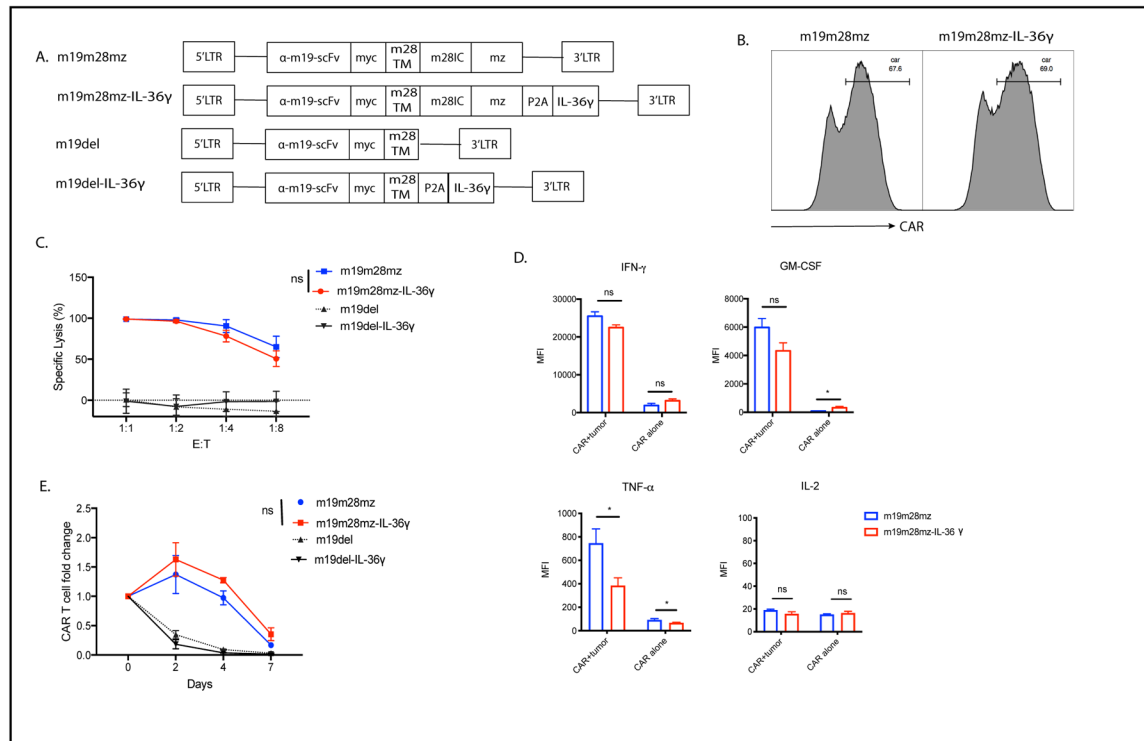 A.
m19m28mz
5'LTR α-m19-scFv myc m28 TM m28IC mz 3'LTR
m19m28mz-IL-36γ
5'LTR α-m19-scFv myc m28 TM m28IC mz P2A IL-36γ 3'LTR
m19del
5'LTR α-m19-scFv myc m28 TM 3'LTR
m19del-IL-36γ
5'LTR α-m19-scFv myc m28 TM P2A IL-36γ 3'LTR
B.
m19m28mz
m19m28mz-IL-36γ
car
67.6
car
69.0
CAR
C.
Specific Lysis (%)
100
50
0
1:1 1:2 1:4 1:8
E:T
ns
m19m28mz
m19m28mz-IL-36γ
m19del
m19del-IL-36γ
D.
IFN-γ
MFI
30000
20000
10000
0
ns
ns
CAR+tumor
CAR alone
GM-CSF
MFI
8000
6000
4000
2000
0
ns
*
CAR+tumor
CAR alone
TNF-α
MFI
1000
800
600
400
200
0
*
*
CAR+tumor
CAR alone
IL-2
MFI
100
80
60
40
20
0
ns
ns
CAR+tumor
CAR alone
m19m28mz
m19m28mz-IL-36 γ
E.
CAR T cell fold change
2.5
2.0
1.5
1.0
0.5
0.0
0 2 4 7
Days
ns
m19m28mz
m19m28mz-IL-36γ
m19del
m19del-IL-36γ